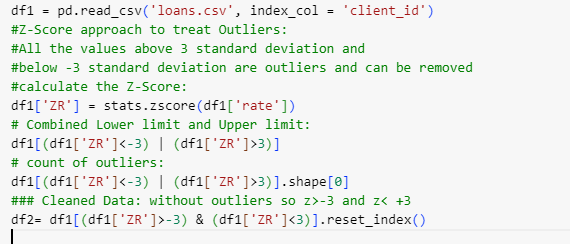 df1 = pd.read_csv('loans.csv', index_col = 'client_id')
#Z-Score approach to treat Outliers:
#All the values above 3 standard deviation and
#below -3 standard deviation are outliers and can be removed
#calculate the Z-Score:
df1['ZR'] = stats.zscore(df1['rate'])
# Combined Lower limit and Upper limit:
df1[(df1['ZR']<-3) | (df1['ZR']>3)]
# count of outliers:
df1[(df1['ZR']<-3) | (df1['ZR']>3)].shape[0]
### Cleaned Data: without outliers so z>-3 and z< +3
df2= df1[(df1['ZR']>-3) & (df1['ZR']<3)].reset_index()